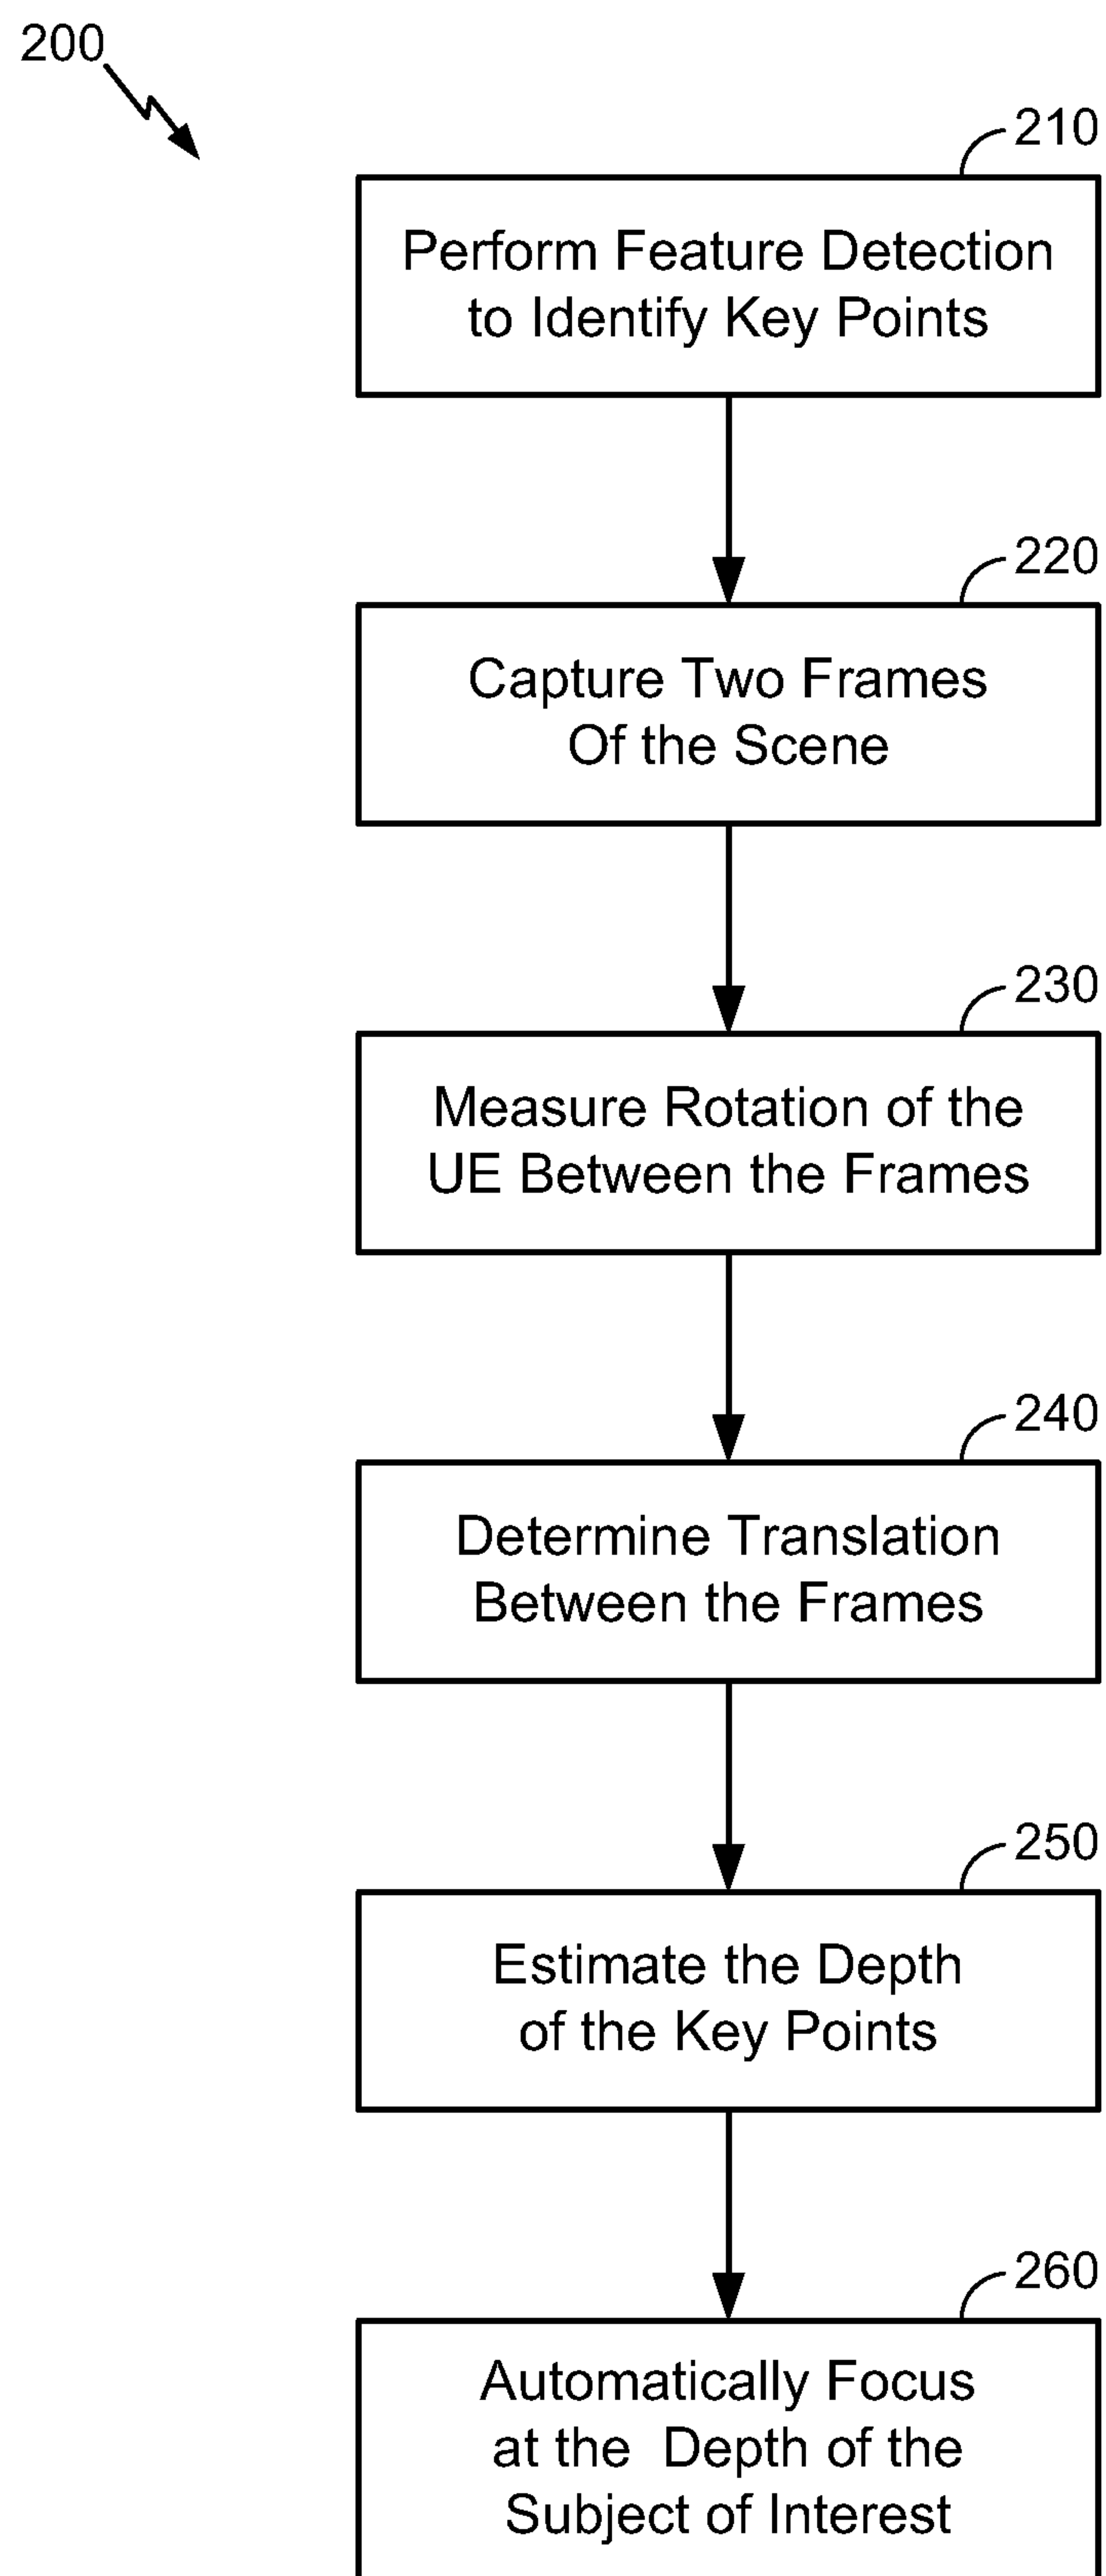 200
210
Perform Feature Detection
to Identify Key Points
220
Capture Two Frames
Of the Scene
230
Measure Rotation of the
UE Between the Frames
240
Determine Translation
Between the Frames
250
Estimate the Depth
of the Key Points
260
Automatically Focus
at the Depth of the
Subject of Interest